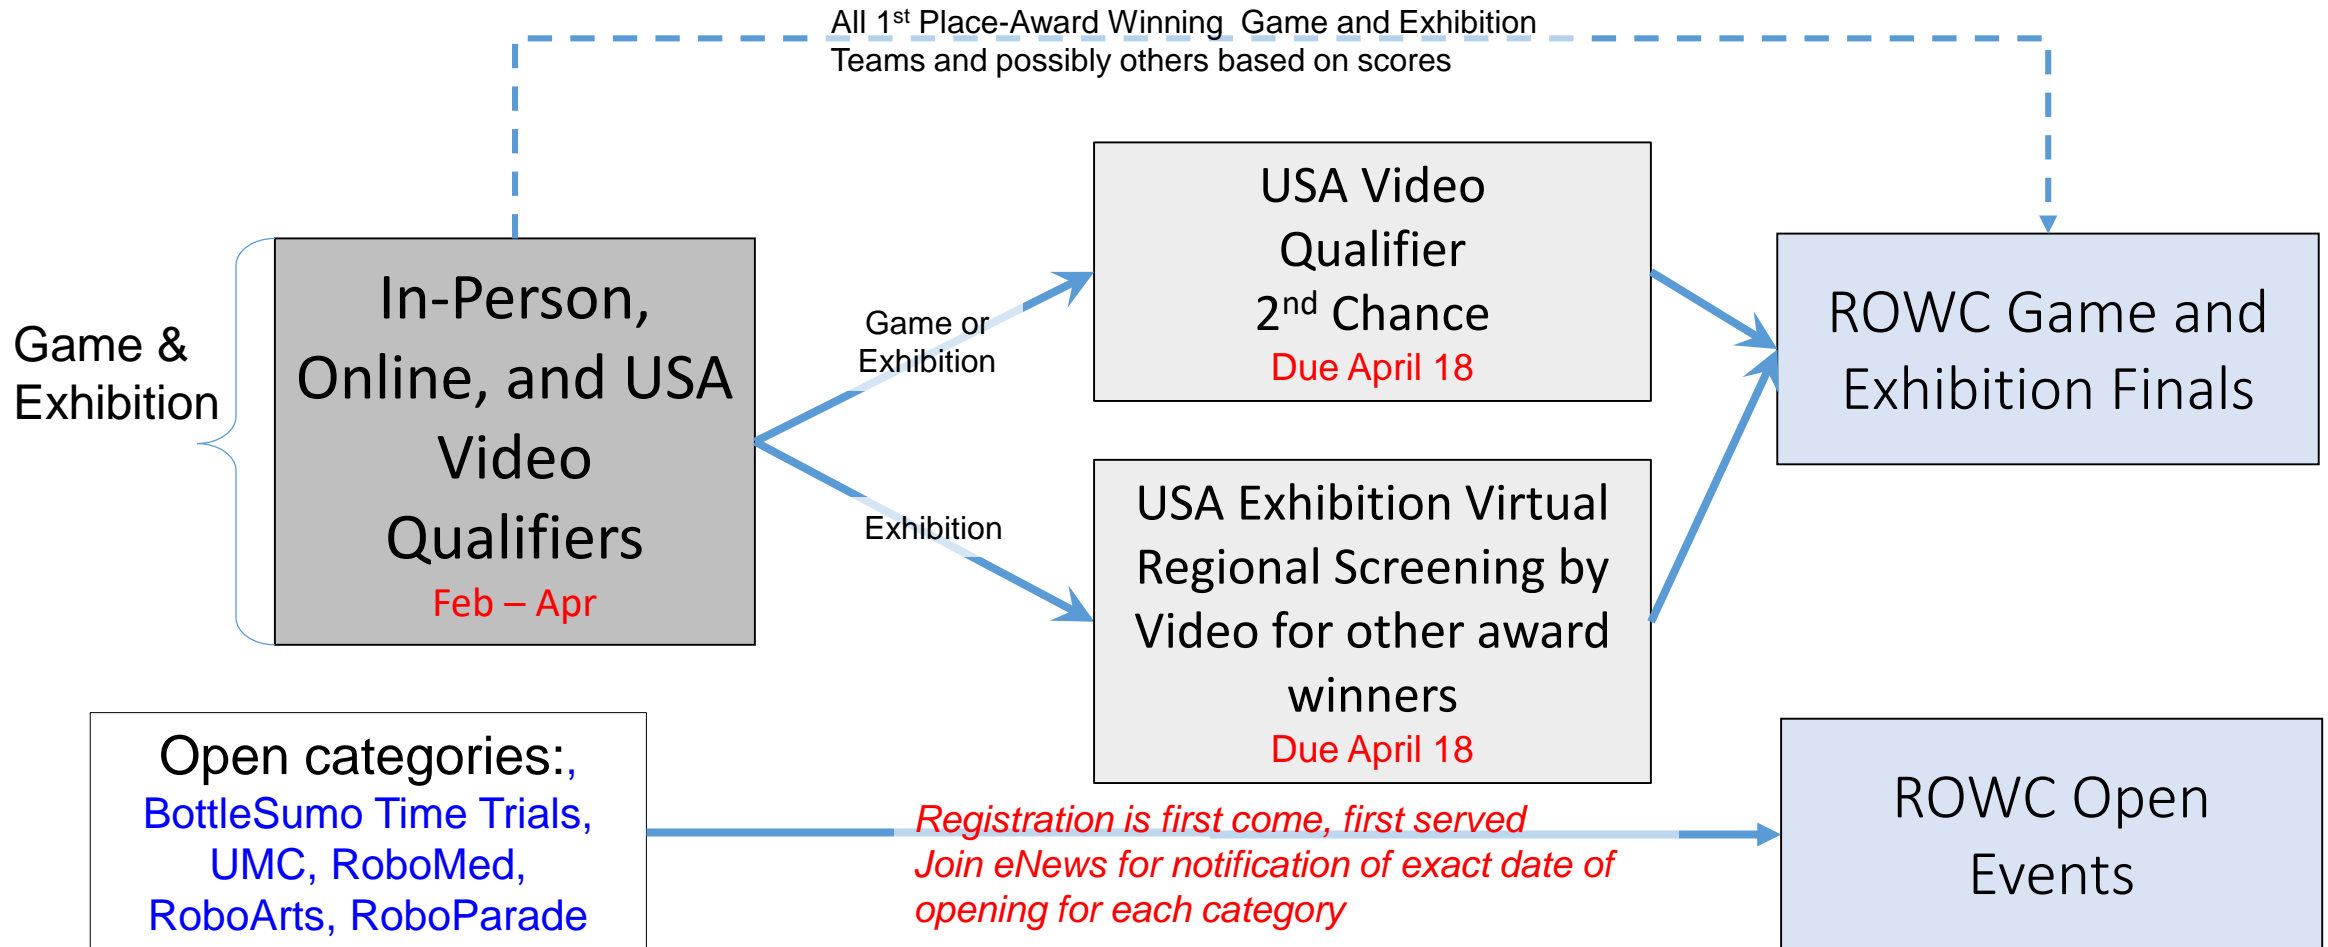 All 1st Place-Award Winning  Game and Exhibition
Teams and possibly others based on scores
Game &
Exhibition
In-Person,
Online, and USA
Video
Qualifiers
Feb – Apr
Game or
Exhibition
Exhibition
USA Video
Qualifier
2nd Chance
Due April 18
USA Exhibition Virtual
Regional Screening by
Video for other award
winners
Due April 18
ROWC Game and
Exhibition Finals
Open categories:,
BottleSumo Time Trials,
UMC, RoboMed,
RoboArts, RoboParade
Registration is first come, first served
Join eNews for notification of exact date of
opening for each category
ROWC Open
Events